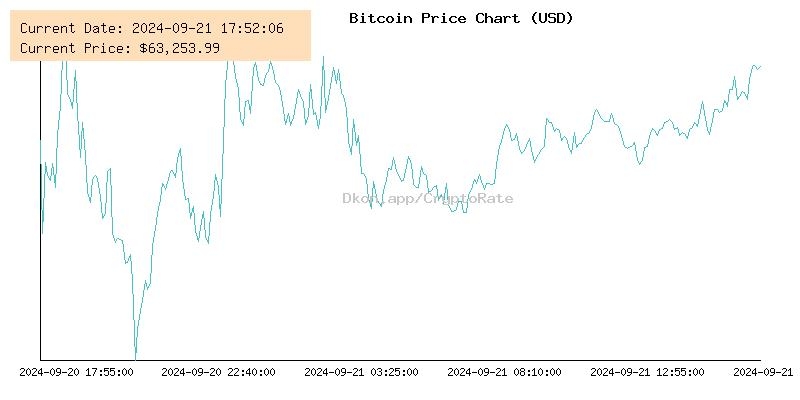 Bitcoin Price Chart (USD)
Current Date: 2024-09-21 17:52:06
Current Price: $63,253.99
Dkon.app/CryptoRate
2024-09-20 17:55:00 2024-09-20 22:40:00 2024-09-21 03:25:00 2024-09-21 08:10:00 2024-09-21 12:55:00 2024-09-21